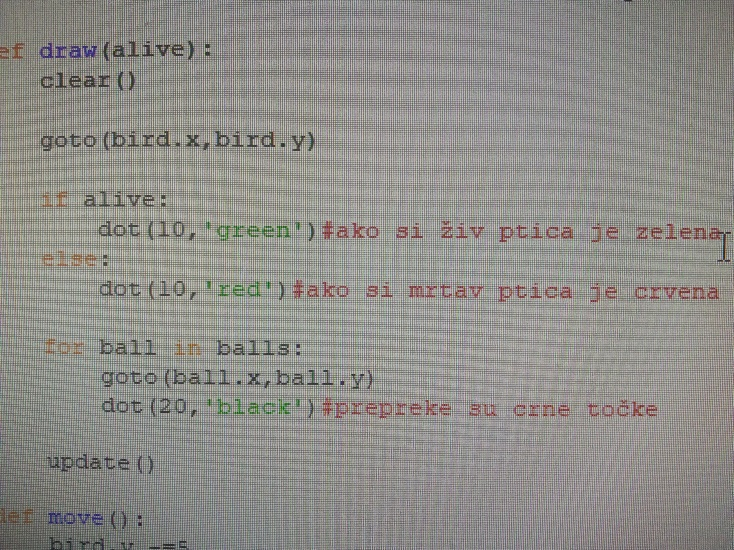 ef draw(alive):
clear()
goto(bird.x,bird.y)
if alive:
dot(10,'green')#ako si živ ptica je zelena
else:
dot(10,'red')#ako si mrtav ptica je crvena
for ball in balls:
goto(ball.x,ball.y)
dot(20,'black')#prepreke su crne točke
update()
def move():
bird.y -=5